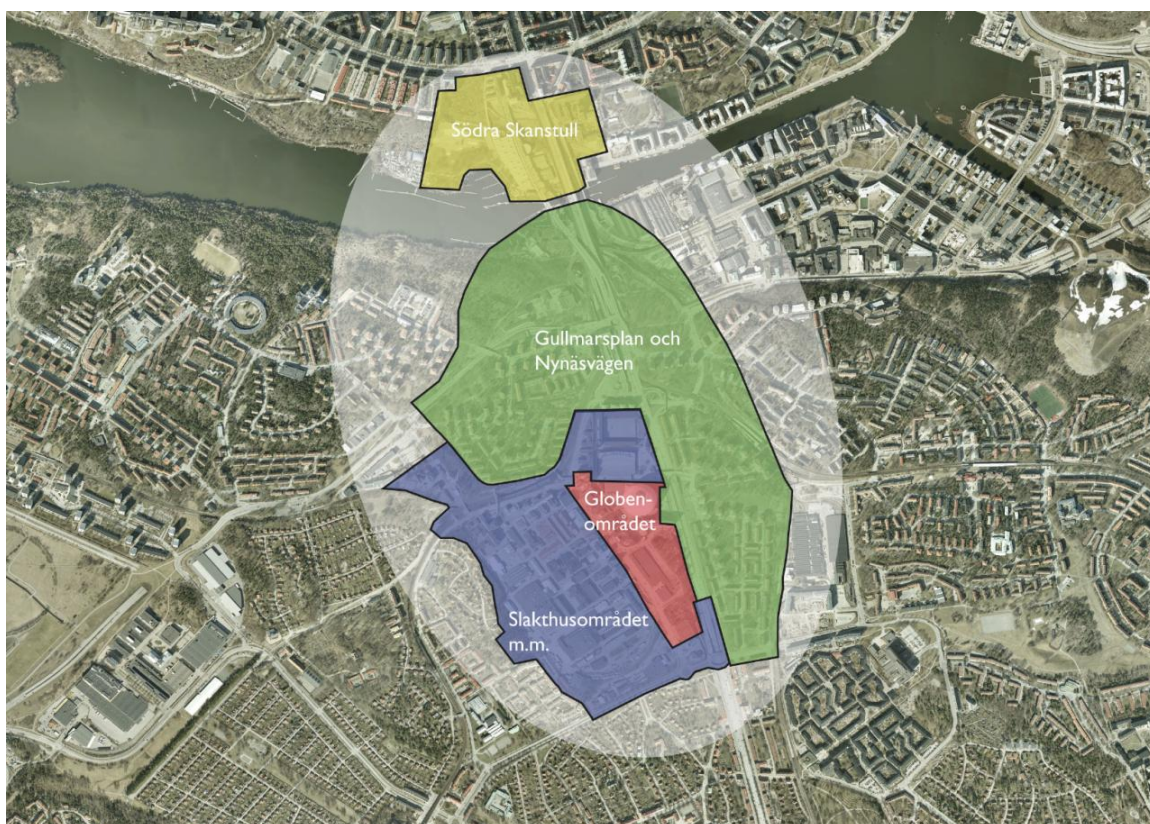 Södra Skanstull
Gullmarsplan och
Nynäsvägen
Globen-
området
Slakthusområdet
m.m.